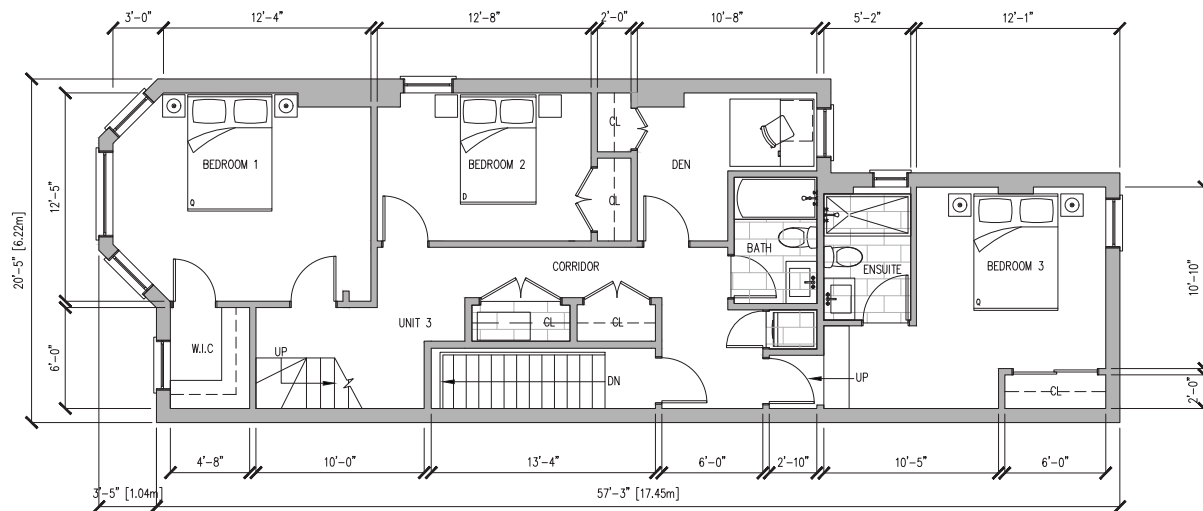 3'-0"
12'-4"
12'-8"
2'-0"
10'-8"
5'-2"
12'-1"
20'-5" [6.22m]
12'-5"
6'-0"
BEDROOM 1
Q
BEDROOM 2
D
CL
CL
DEN
BATH
ENSUITE
BEDROOM 3
Q
10'-10"
2'-0"
CORRIDOR
UNIT 3
CL
CL
W.I.C
UP
DN
UP
CL
4'-8"
10'-0"
13'-4"
6'-0"
2'-10"
10'-5"
6'-0"
3'-5" [1.04m]
57'-3" [17.45m]